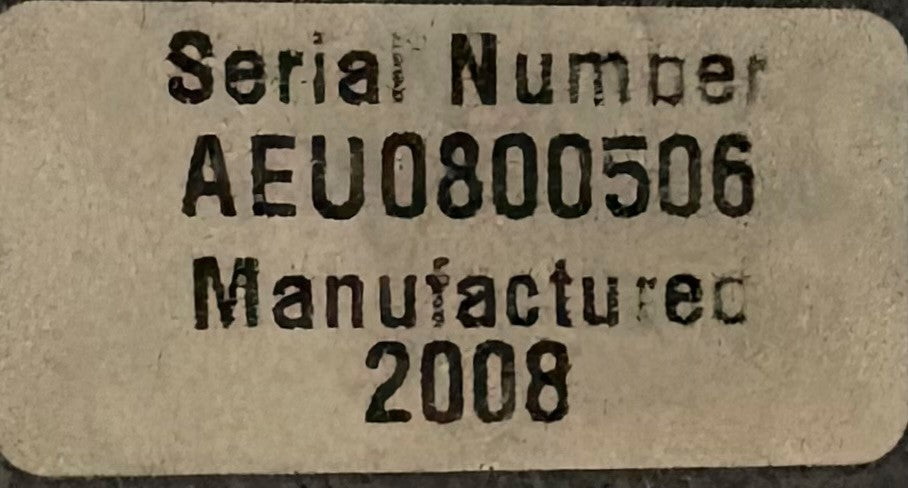 Serial Number
AEU0800506
Manufactured
2008